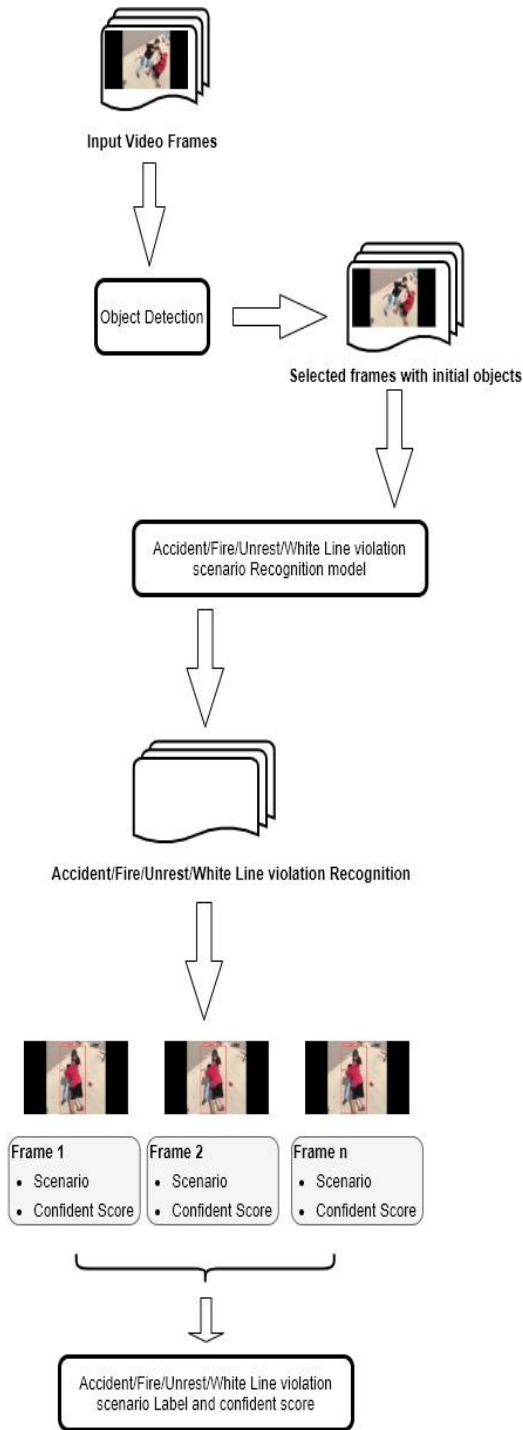 Input Video Frames
Object Detection
Selected frames with initial objects
Accident/Fire/Unrest/White Line violation
scenario Recognition model
Accident/Fire/Unrest/White Line violation Recognition
Frame 1
• Scenario
• Confident Score
Frame 2
• Scenario
• Confident Score
Frame n
• Scenario
• Confident Score
Accident/Fire/Unrest/White Line violation
scenario Label and confident score